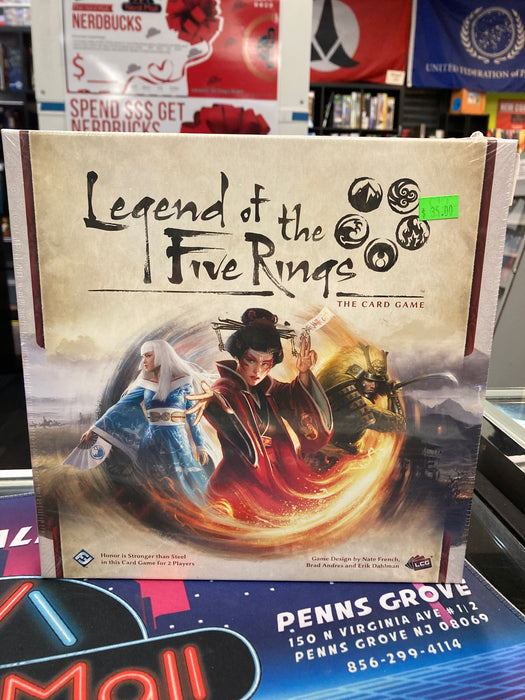 NERDBUCKS
$
SPEND $$$ GET
NERDBUCKS
UNITED FEDERATION OF
$ 35.00
Legend of the
Five Rings
THE CARD GAME
Honor is Stronger than Steel
in this Card Game for 2 Players
Game Design by Nate French,
Brad Andres and Erik Dahlman
LCG
PENNS GROVE
150 N VIRGINIA AVE #112
PENNS GROVE NJ 08069
856-299-4114
Mall